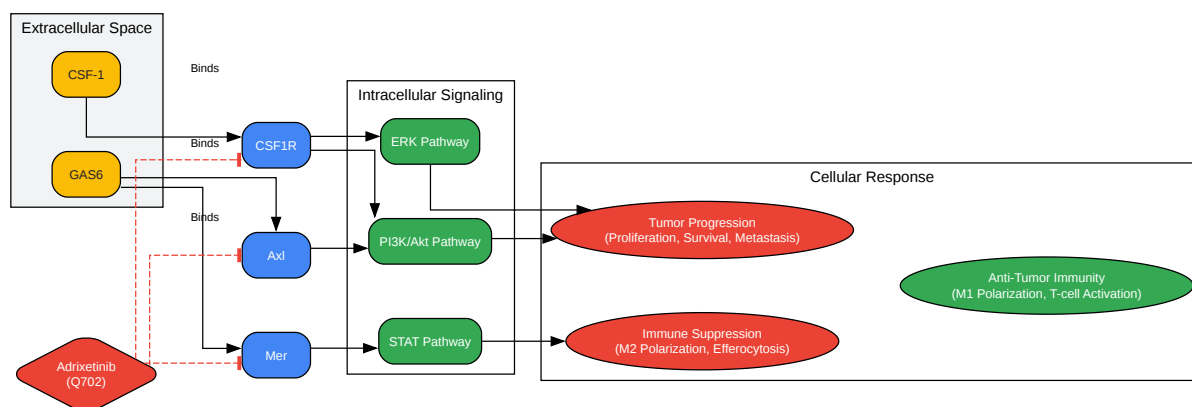 Extracellular Space
CSF-1
GAS6
Binds
Binds
Binds
CSF1R
Axl
Mer
Adrixetinib
(Q702)
Intracellular Signaling
ERK Pathway
PI3K/Akt Pathway
STAT Pathway
Cellular Response
Tumor Progression
(Proliferation, Survival, Metastasis)
Anti-Tumor Immunity
(M1 Polarization, T-cell Activation)
Immune Suppression
(M2 Polarization, Efferocytosis)